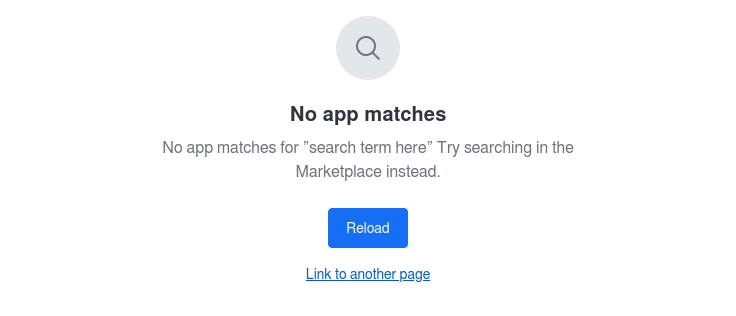 No app matches
No app matches for ”search term here” Try searching in the
Marketplace instead.
Reload
Link to another page